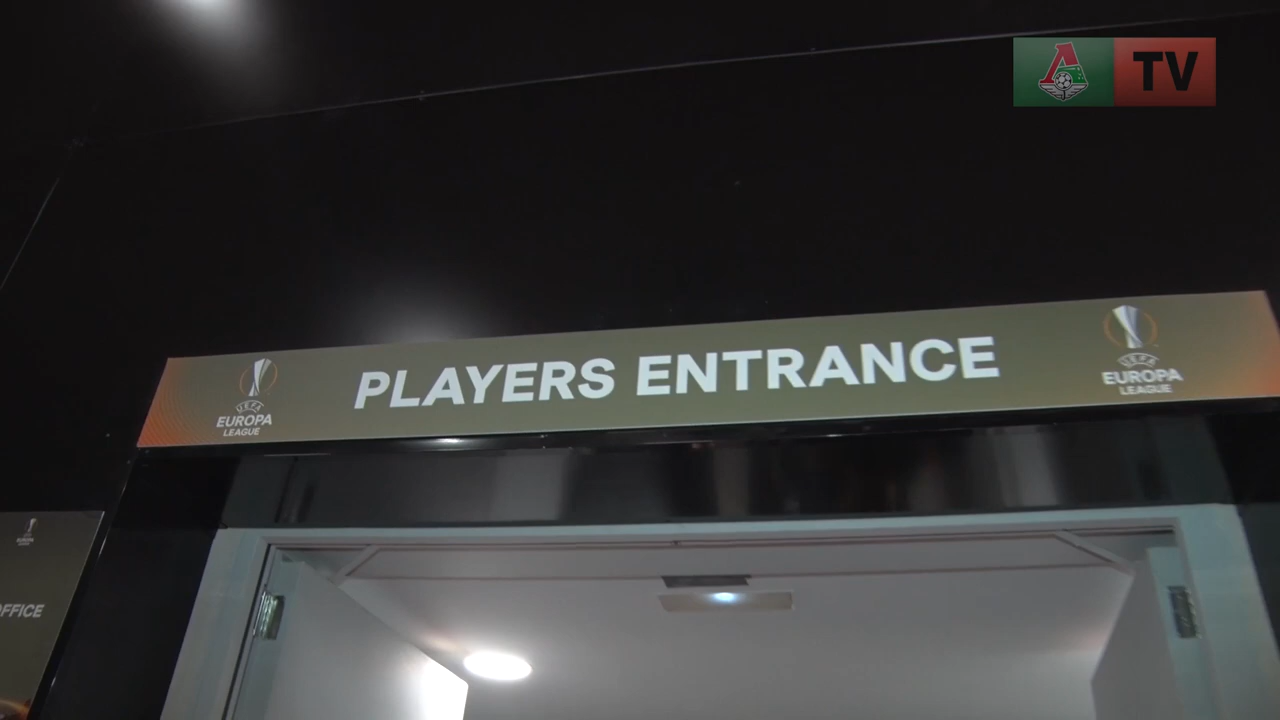 TV
PLAYERS ENTRANCE
UEFA
EUROPA
LEAGUE
UEFA
EUROPA
LEAGUE
OFFICE